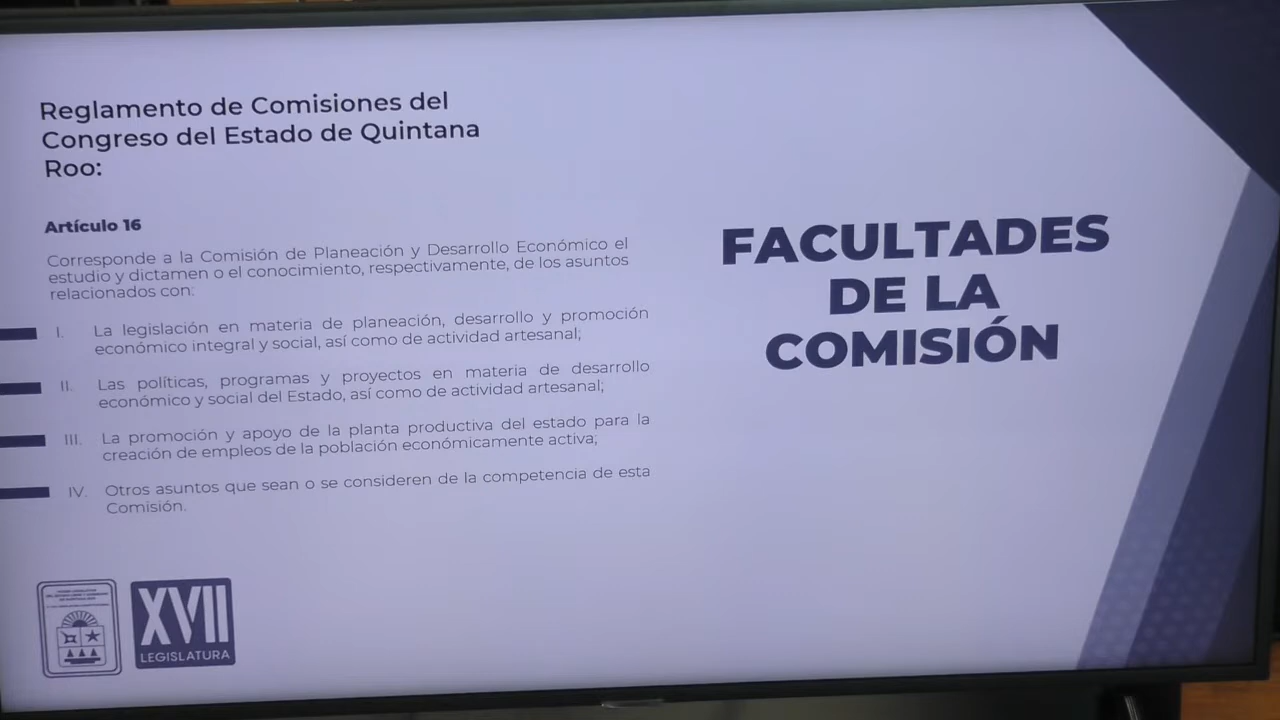 Reglamento de Comisiones del
Congreso del Estado de Quintana
Roo:
Artículo 16
Corresponde a la Comisión de Planeación y Desarrollo Económico el
estudio y dictamen o el conocimiento, respectivamente, de los asuntos
relacionados con:
I. La legislación en materia de planeación, desarrollo y promoción
económico integral y social, así como de actividad artesanal;
II. Las políticas, programas y proyectos en materia de desarrollo
económico y social del Estado, así como de actividad artesanal;
III. La promoción y apoyo de la planta productiva del estado para la
creación de empleos de la población económicamente activa;
IV. Otros asuntos que sean o se consideren de la competencia de esta
Comisión.
FACULTADES
DE LA
COMISIÓN
XVII
LEGISLATURA